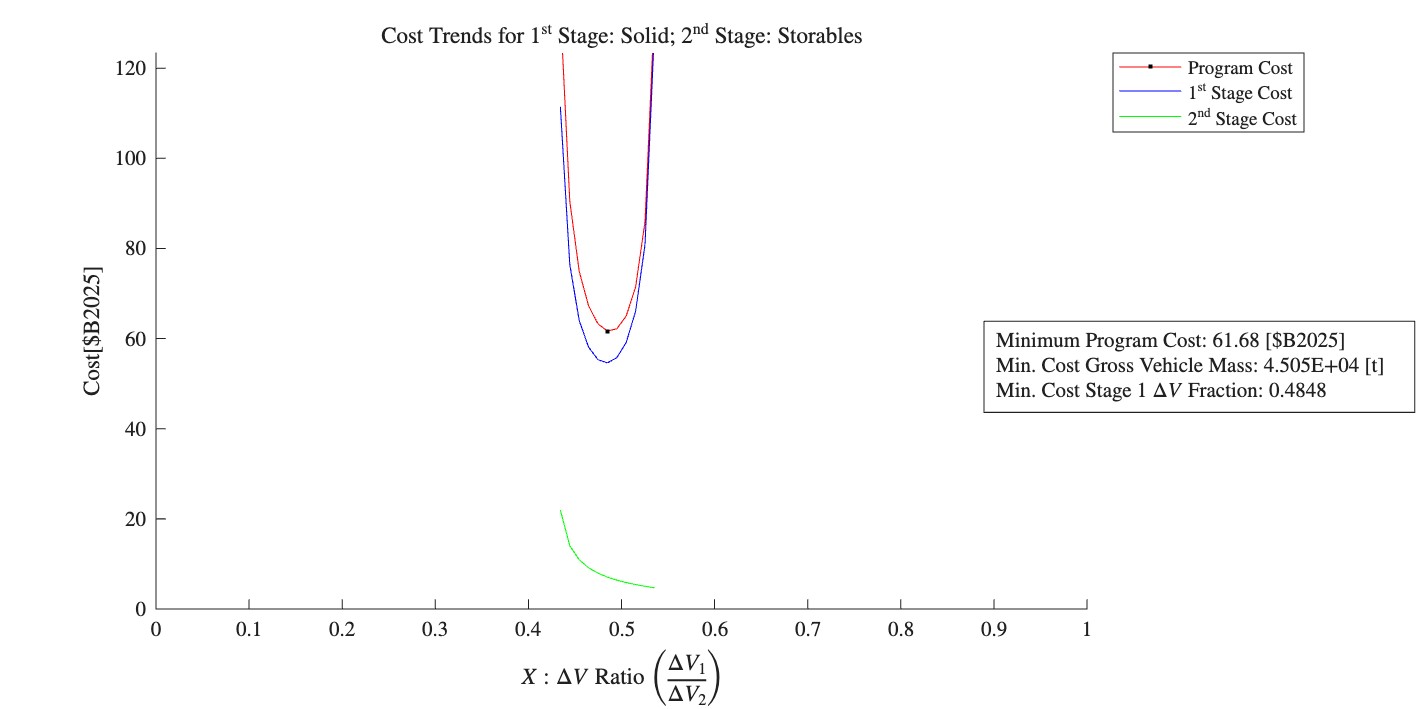 Cost Trends for 1st Stage: Solid; 2nd Stage: Storables
120
100
80
60
40
20
0
Cost[$B2025]
0 0.1 0.2 0.3 0.4 0.5 0.6 0.7 0.8 0.9 1
X : ΔV Ratio (ΔV1/ΔV2)
Program Cost
1st Stage Cost
2nd Stage Cost
Minimum Program Cost: 61.68 [$B2025]
Min. Cost Gross Vehicle Mass: 4.505E+04 [t]
Min. Cost Stage 1 ΔV Fraction: 0.4848